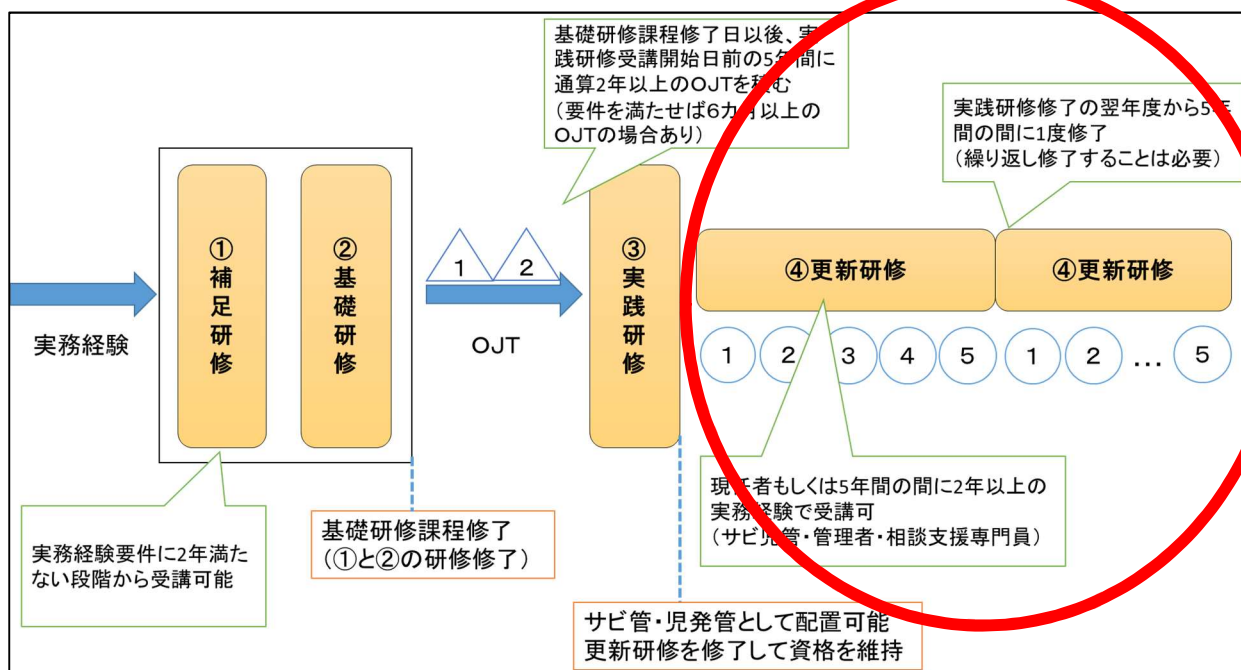 基礎研修課程修了日以後、実
践研修受講開始日前の5年間に
通算2年以上のOJTを積む
(要件を満たせば6カ月以上の
OJTの場合あり)
実践研修修了の翌年度から5年
間の間に1度修了
(繰り返し修了することは必要)
実務経験
①補足研修
②基礎研修
1
2
OJT
③実践研修
④更新研修
④更新研修
1
2
3
4
5
1
2
…
5
実務経験要件に2年満た
ない段階から受講可能
基礎研修課程修了
(①と②の研修修了)
現任者もしくは5年間の間に2年以上の
実務経験で受講可
(サビ児管・管理者・相談支援専門員)
サビ管・児発管として配置可能
更新研修を修了して資格を維持